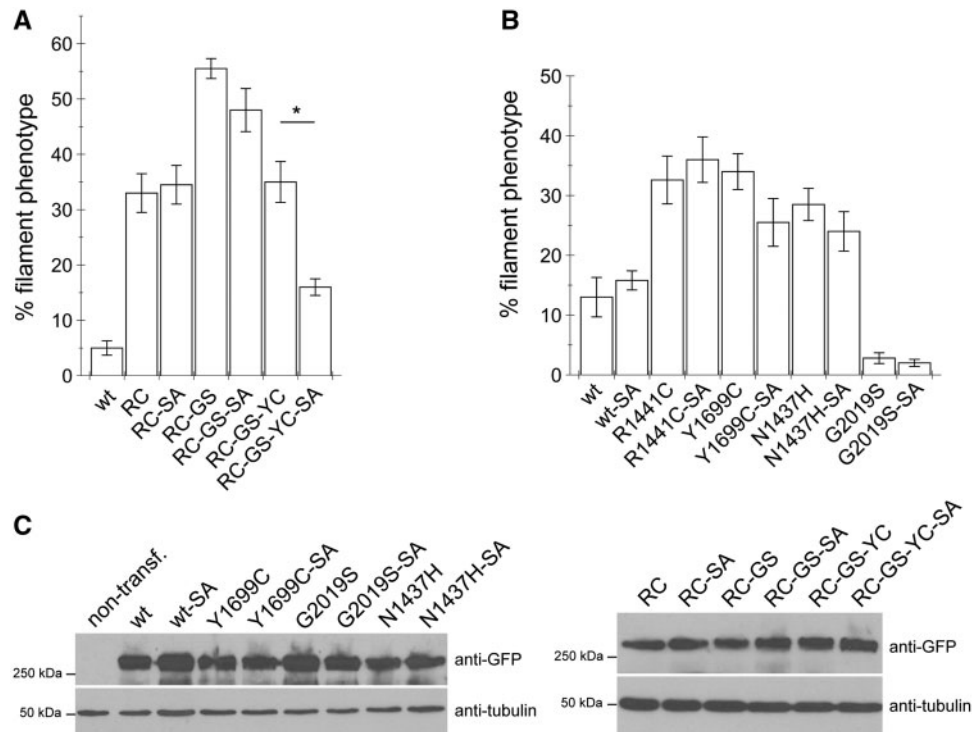 A
% filament phenotype
60
50
40
30
20
10
0
*
wt
RC
RC-SA
RC-GS
RC-GS-SA
RC-GS-YC
RC-GS-YC-SA
B
% filament phenotype
50
40
30
20
10
0
wt
wt-SA
R1441C
R1441C-SA
Y1699C
Y1699C-SA
N1437H
N1437H-SA
G2019S
G2019S-SA
C
non-transf.
wt
wt-SA
Y1699C
Y1699C-SA
G2019S
G2019S-SA
N1437H
N1437H-SA
250 kDa
anti-GFP
50 kDa
anti-tubulin
RC
RC-SA
RC-GS
RC-GS-SA
RC-GS-YC
RC-GS-YC-SA
250 kDa
anti-GFP
50 kDa
anti-tubulin